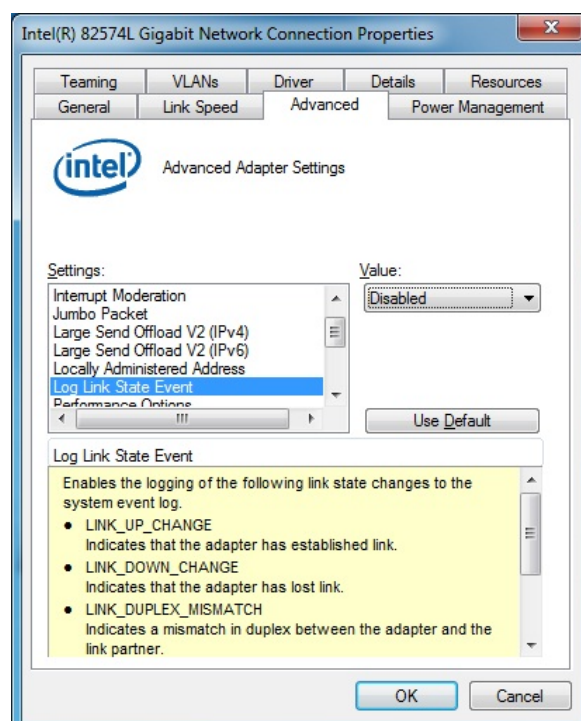 Intel(R) 82574L Gigabit Network Connection Properties
Teaming VLANs Driver Details Resources
General Link Speed Advanced Power Management
intel
Advanced Adapter Settings
Settings:
Value:
Interrupt Moderation
Jumbo Packet
Large Send Offload V2 (IPv4)
Large Send Offload V2 (IPv6)
Locally Administered Address
Log Link State Event
Performance Options
Disabled
Use Default
Log Link State Event
Enables the logging of the following link state changes to the
system event log.
● LINK_UP_CHANGE
Indicates that the adapter has established link.
● LINK_DOWN_CHANGE
Indicates that the adapter has lost link.
● LINK_DUPLEX_MISMATCH
Indicates a mismatch in duplex between the adapter and the
link partner.
OK Cancel